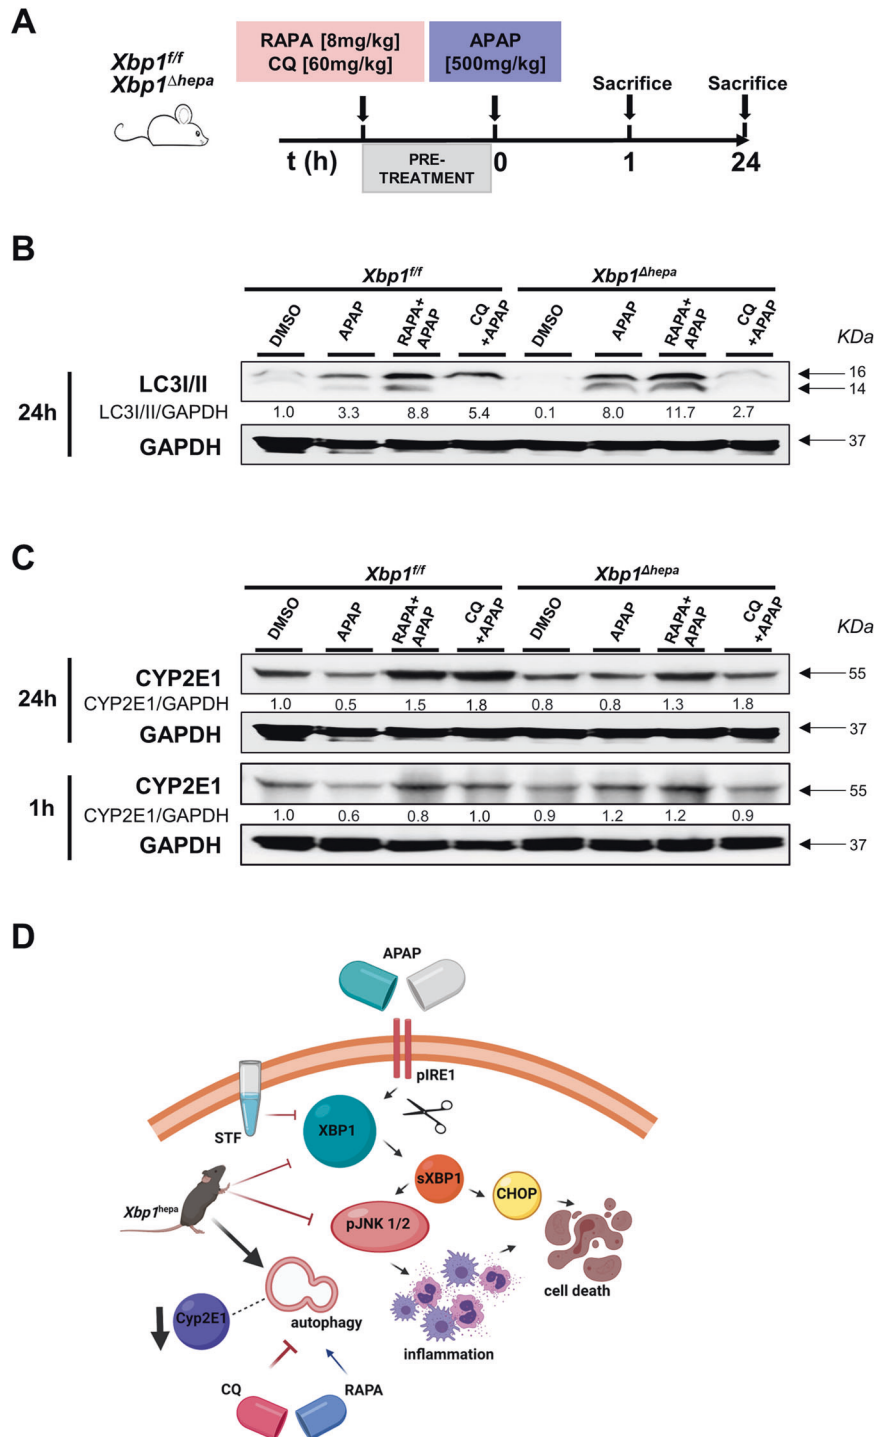 A
Xbp1f/f
Xbp1Δhepa
RAPA [8mg/kg]
CQ [60mg/kg]
APAP
[500mg/kg]
Sacrifice
Sacrifice
t (h)
PRE-
TREATMENT
0
1
24
B
Xbp1f/f
Xbp1Δhepa
DMSO
APAP
RAPA+
APAP
CQ
+APAP
DMSO
APAP
RAPA+
APAP
CQ
+APAP
KDa
24h
LC3I/II
16
14
LC3I/II/GAPDH
1.0 3.3 8.8 5.4 0.1 8.0 11.7 2.7
GAPDH
37
C
Xbp1f/f
Xbp1Δhepa
DMSO
APAP
RAPA+
APAP
CQ
+APAP
DMSO
APAP
RAPA+
APAP
CQ
+APAP
KDa
24h
CYP2E1
55
CYP2E1/GAPDH
1.0 0.5 1.5 1.8 0.8 0.8 1.3 1.8
GAPDH
37
1h
CYP2E1
55
CYP2E1/GAPDH
1.0 0.6 0.8 1.0 0.9 1.2 1.2 0.9
GAPDH
37
D
APAP
pIRE1
STF
XBP1
sXBP1
CHOP
Xbp1hepa
pJNK 1/2
cell death
Cyp2E1
autophagy
inflammation
CQ
RAPA